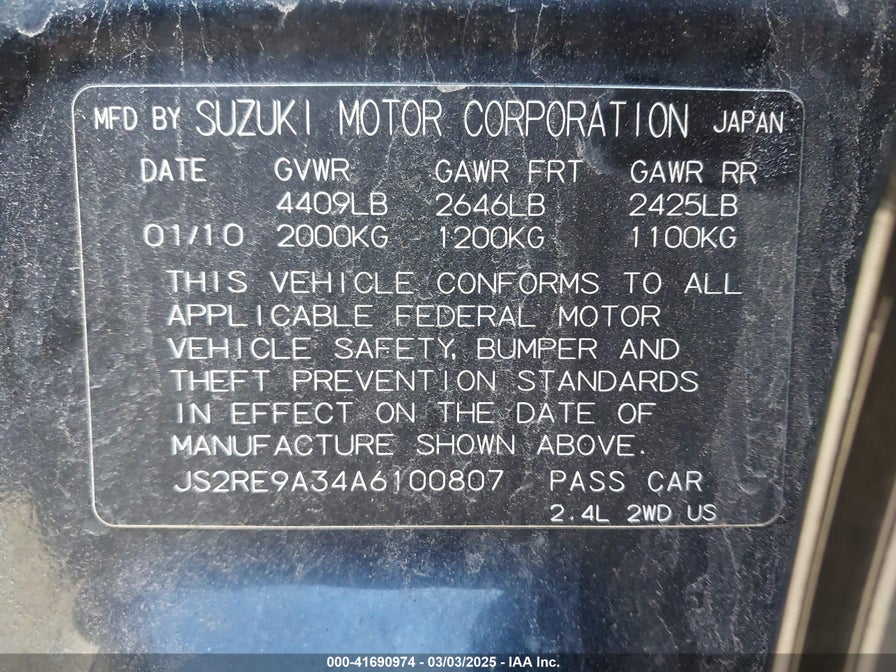 MFD BY SUZUKI MOTOR CORPORATION JAPAN
DATE GVWR GAWR FRT GAWR RR
4409LB 2646LB 2425LB
01/10 2000KG 1200KG 1100KG
THIS VEHICLE CONFORMS TO ALL
APPLICABLE FEDERAL MOTOR
VEHICLE SAFETY, BUMPER AND
THEFT PREVENTION STANDARDS
IN EFFECT ON THE DATE OF
MANUFACTURE SHOWN ABOVE.
JS2RE9A34A6100807 PASS CAR
2.4L 2WD US
000-41690974 - 03/03/2025 - IAA Inc.